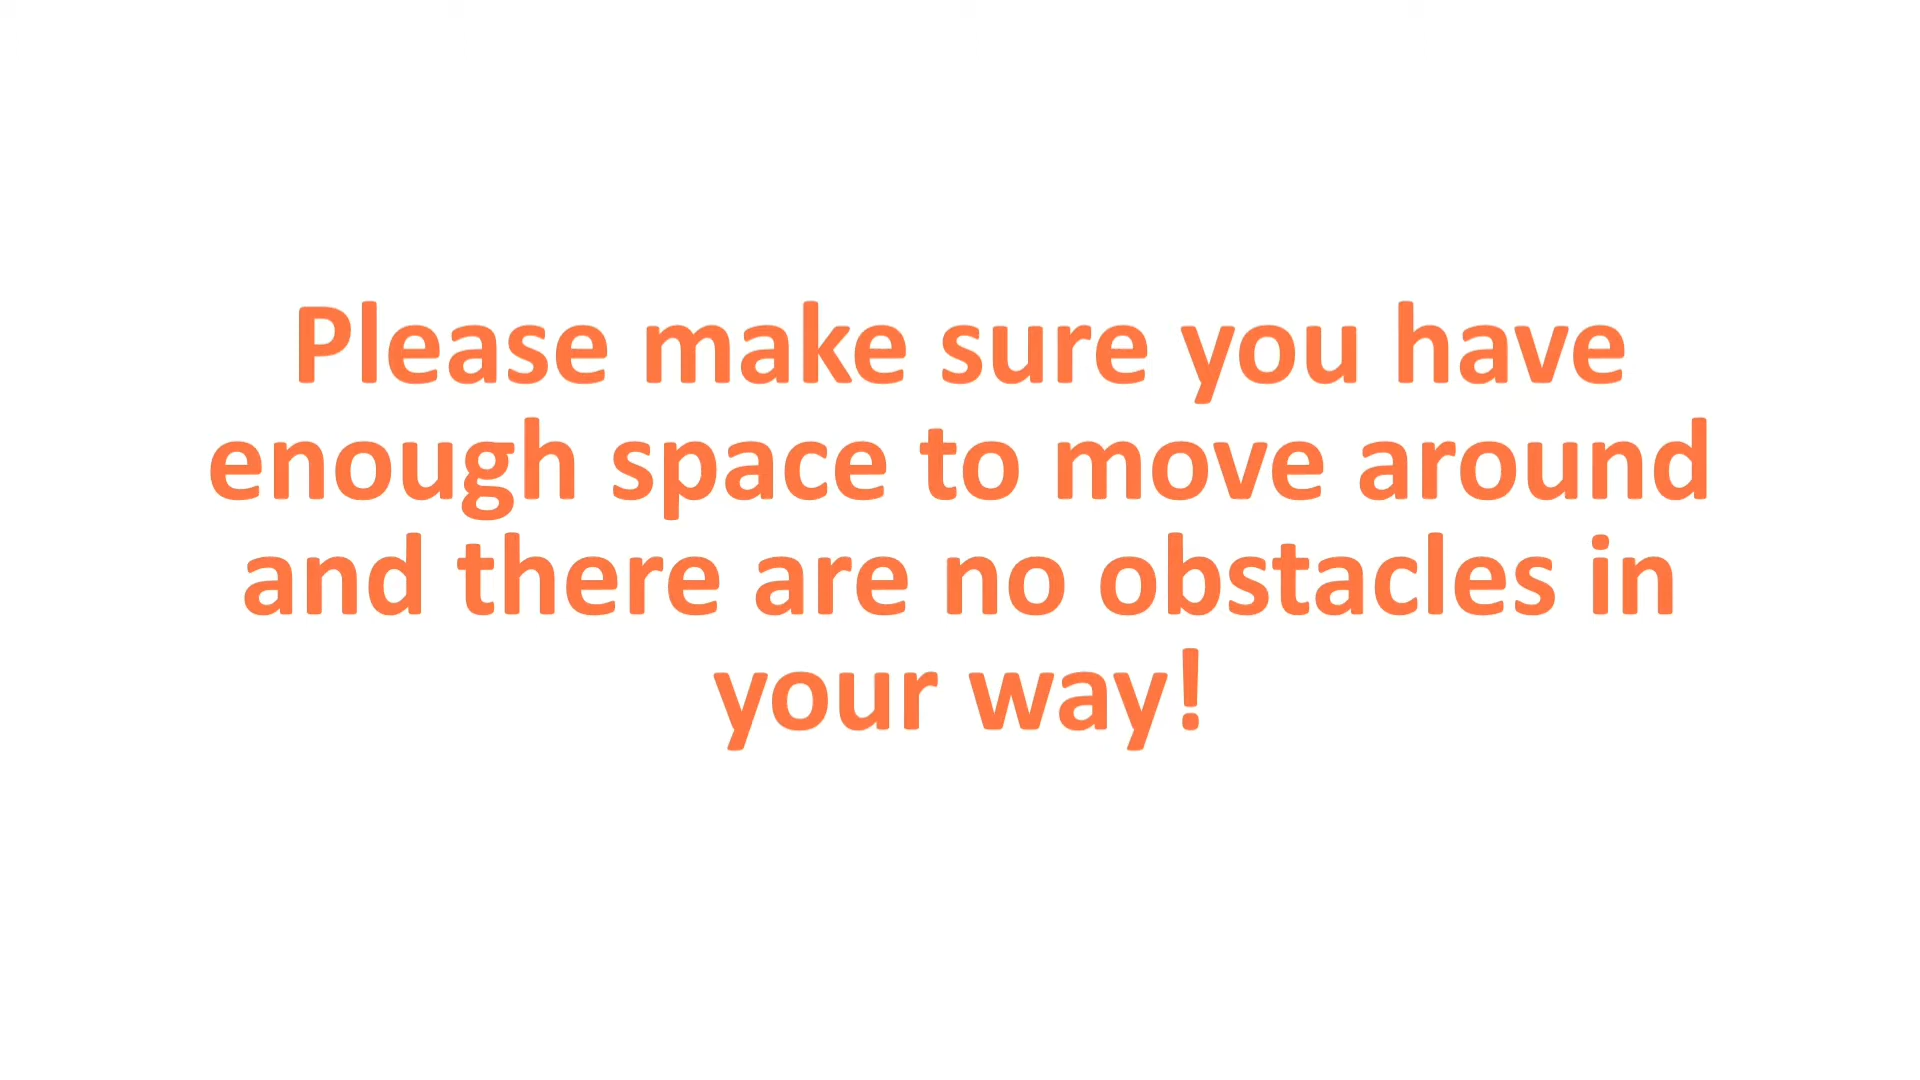 Please make sure you have
enough space to move around
and there are no obstacles in
your way!